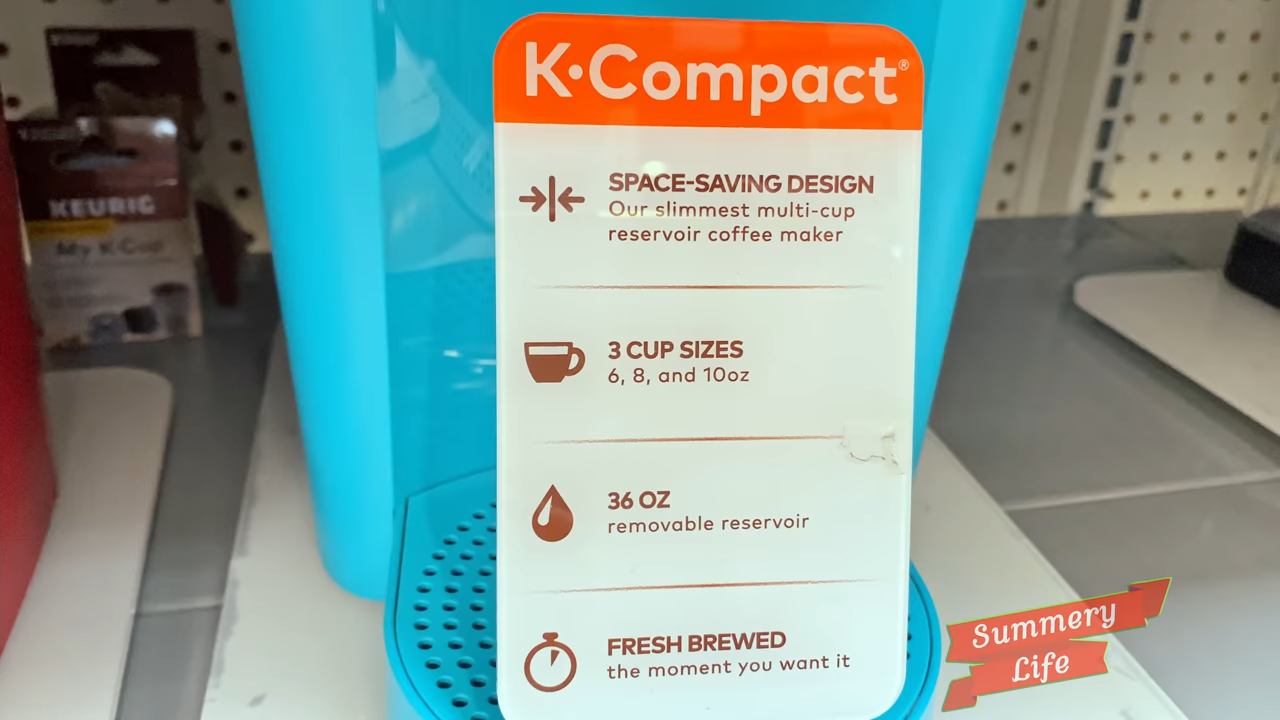 K·Compact®
SPACE-SAVING DESIGN
Our slimmest multi-cup
reservoir coffee maker
3 CUP SIZES
6, 8, and 10oz
36 OZ
removable reservoir
FRESH BREWED
the moment you want it
KEURIG
My K-Cup
Summery
Life